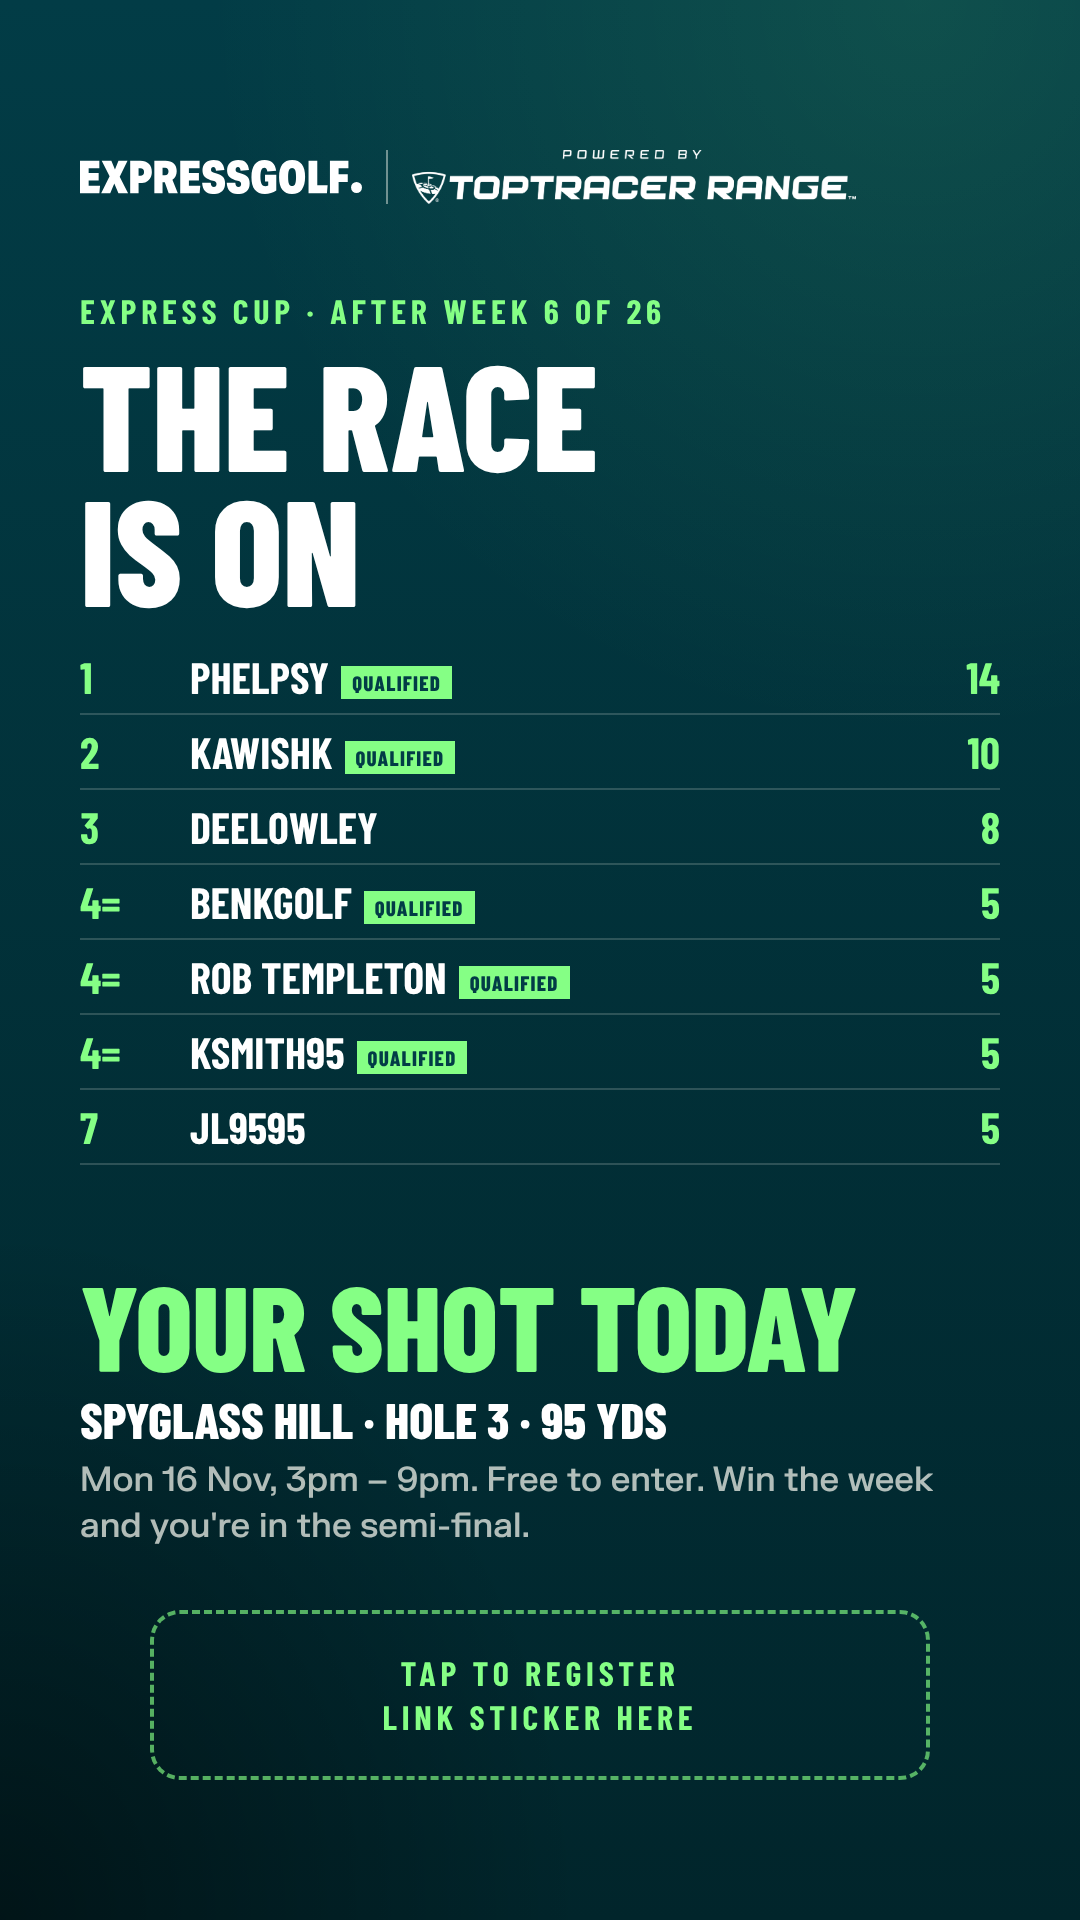 EXPRESSGOLF.
POWERED BY
TOPTRACER RANGE™
EXPRESS CUP · AFTER WEEK 6 OF 26
THE RACE
IS ON
1 PHELPSY QUALIFIED 14
2 KAWISHK QUALIFIED 10
3 DEELOWLEY 8
4= BENKGOLF QUALIFIED 5
4= ROB TEMPLETON QUALIFIED 5
4= KSMITH95 QUALIFIED 5
7 JL9595 5
YOUR SHOT TODAY
SPYGLASS HILL · HOLE 3 · 95 YDS
Mon 16 Nov, 3pm – 9pm. Free to enter. Win the week
and you're in the semi-final.
TAP TO REGISTER
LINK STICKER HERE